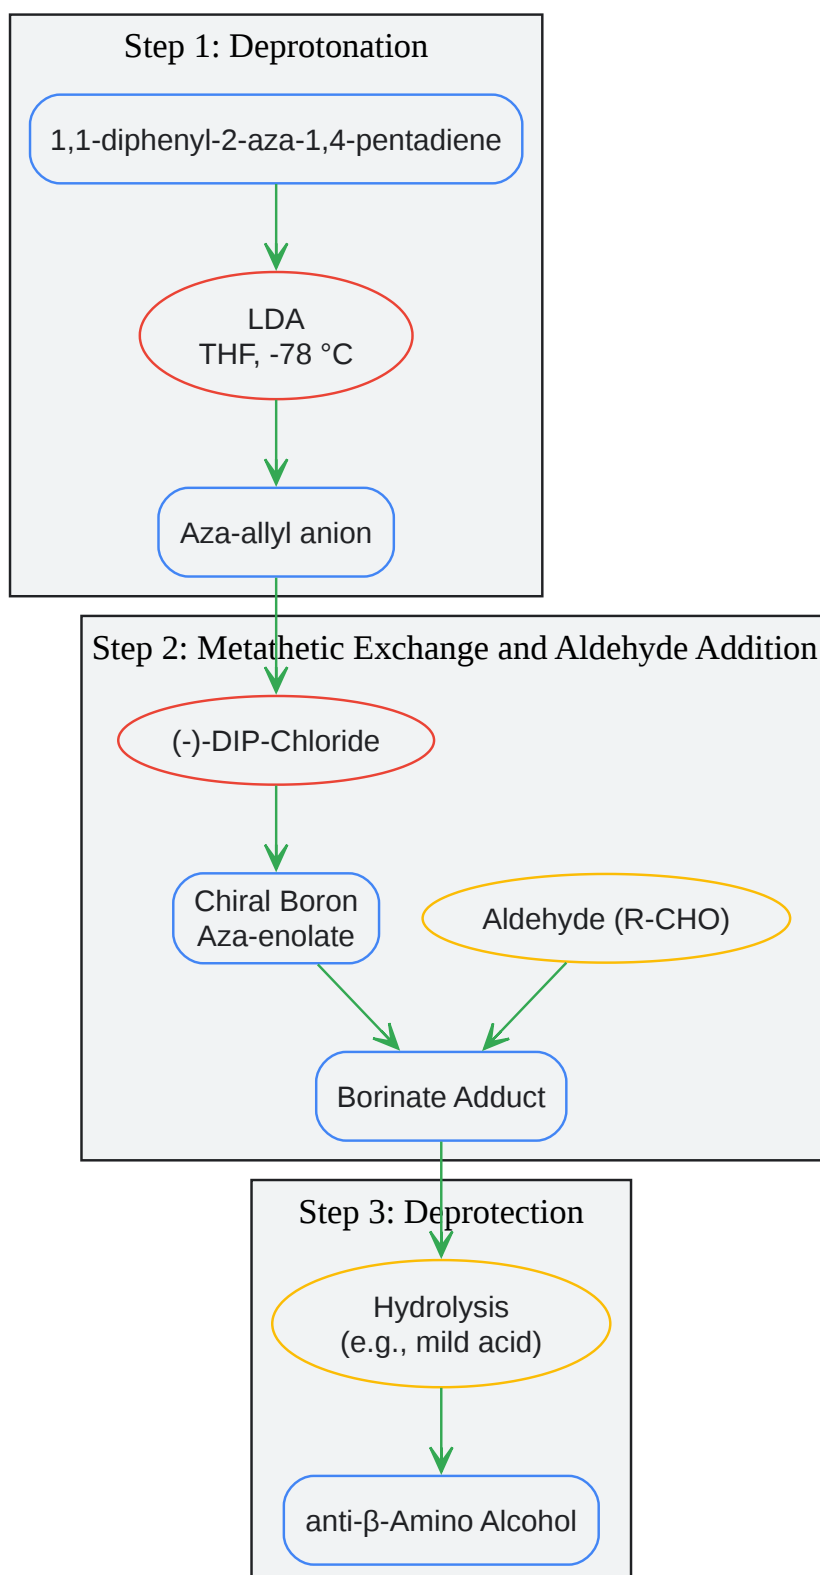 Step 1: Deprotonation
1,1-diphenyl-2-aza-1,4-pentadiene
LDA
THF, -78 °C
Aza-allyl anion
Step 2: Metathetic Exchange and Aldehyde Addition
(-)-DIP-Chloride
Chiral Boron
Aza-enolate
Aldehyde (R-CHO)
Borinate Adduct
Step 3: Deprotection
Hydrolysis
(e.g., mild acid)
anti-β-Amino Alcohol